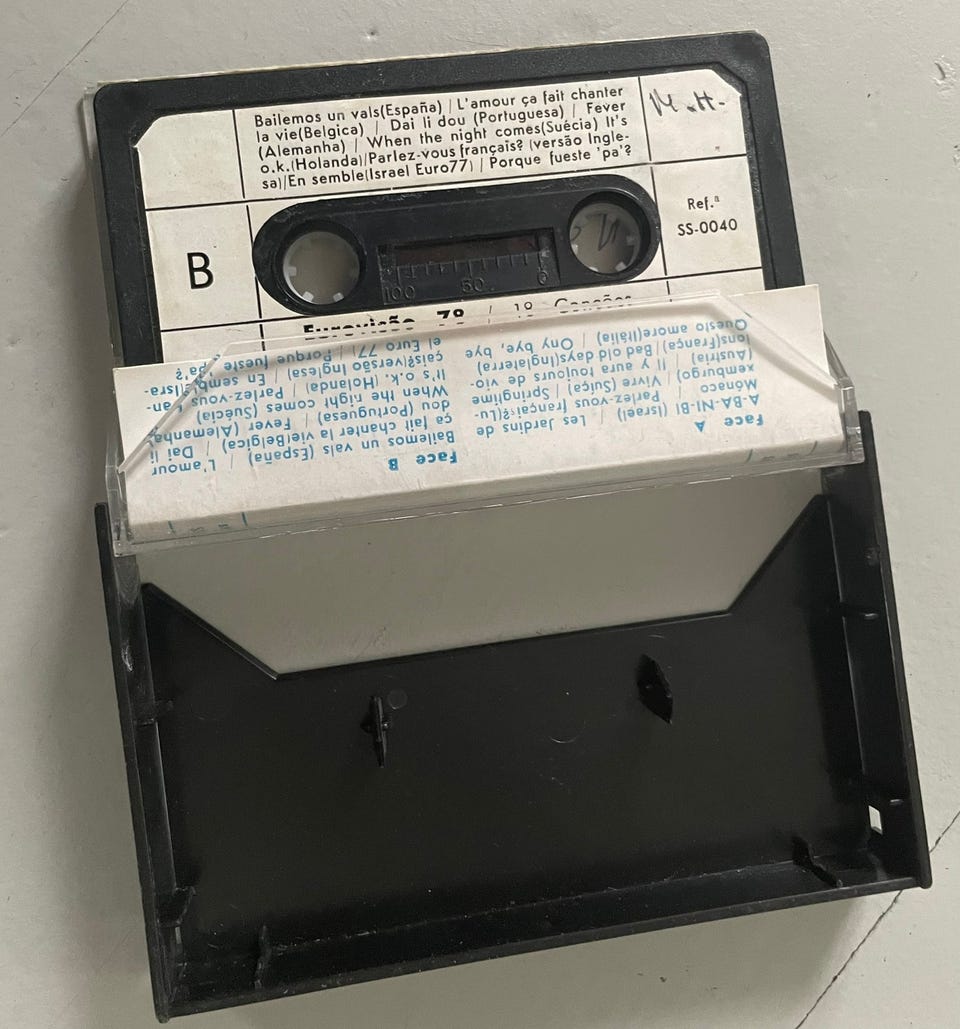 Bailemos un vals(España) / L'amour ça fait chanter
la vie(Belgica) / Dai li dou (Portuguesa) / Fever
(Alemanha) / When the night comes(Suécia) It's
o.k.(Holanda)/Parlez-vous français? (versão Ingle-
sa)/En semble(Israel Euro77) / Porque fueste 'pa'?
M.H.
B
Ref.ª
SS-0040
100 50 0
Eurovisão 78 / 1º Canções
Face A
A-BA-NI-BI (Israel) / Les Jardins de
Mónaco / Parlez-vous français?(Lu-
xemburgo) / Vivre (Suiça) / Springtime
(Austria) / Il y aura toujours de vio-
lons(França) / Bad old days(Inglatera)
Questo amore(Itália) / Ony bye, bye
Face B
Bailemos un vals (España) / L'amour
ça fait chanter la vie(Belgica) / Dai li
dou (Portuguesa) / Fever (Alemanha
When the night comes (Suécia)
It's o.k. (Holanda) Parlez-vous
çais?(versão Inglesa) / En semble(Isra-
el Euro 77) / Porque fueste 'pa'?